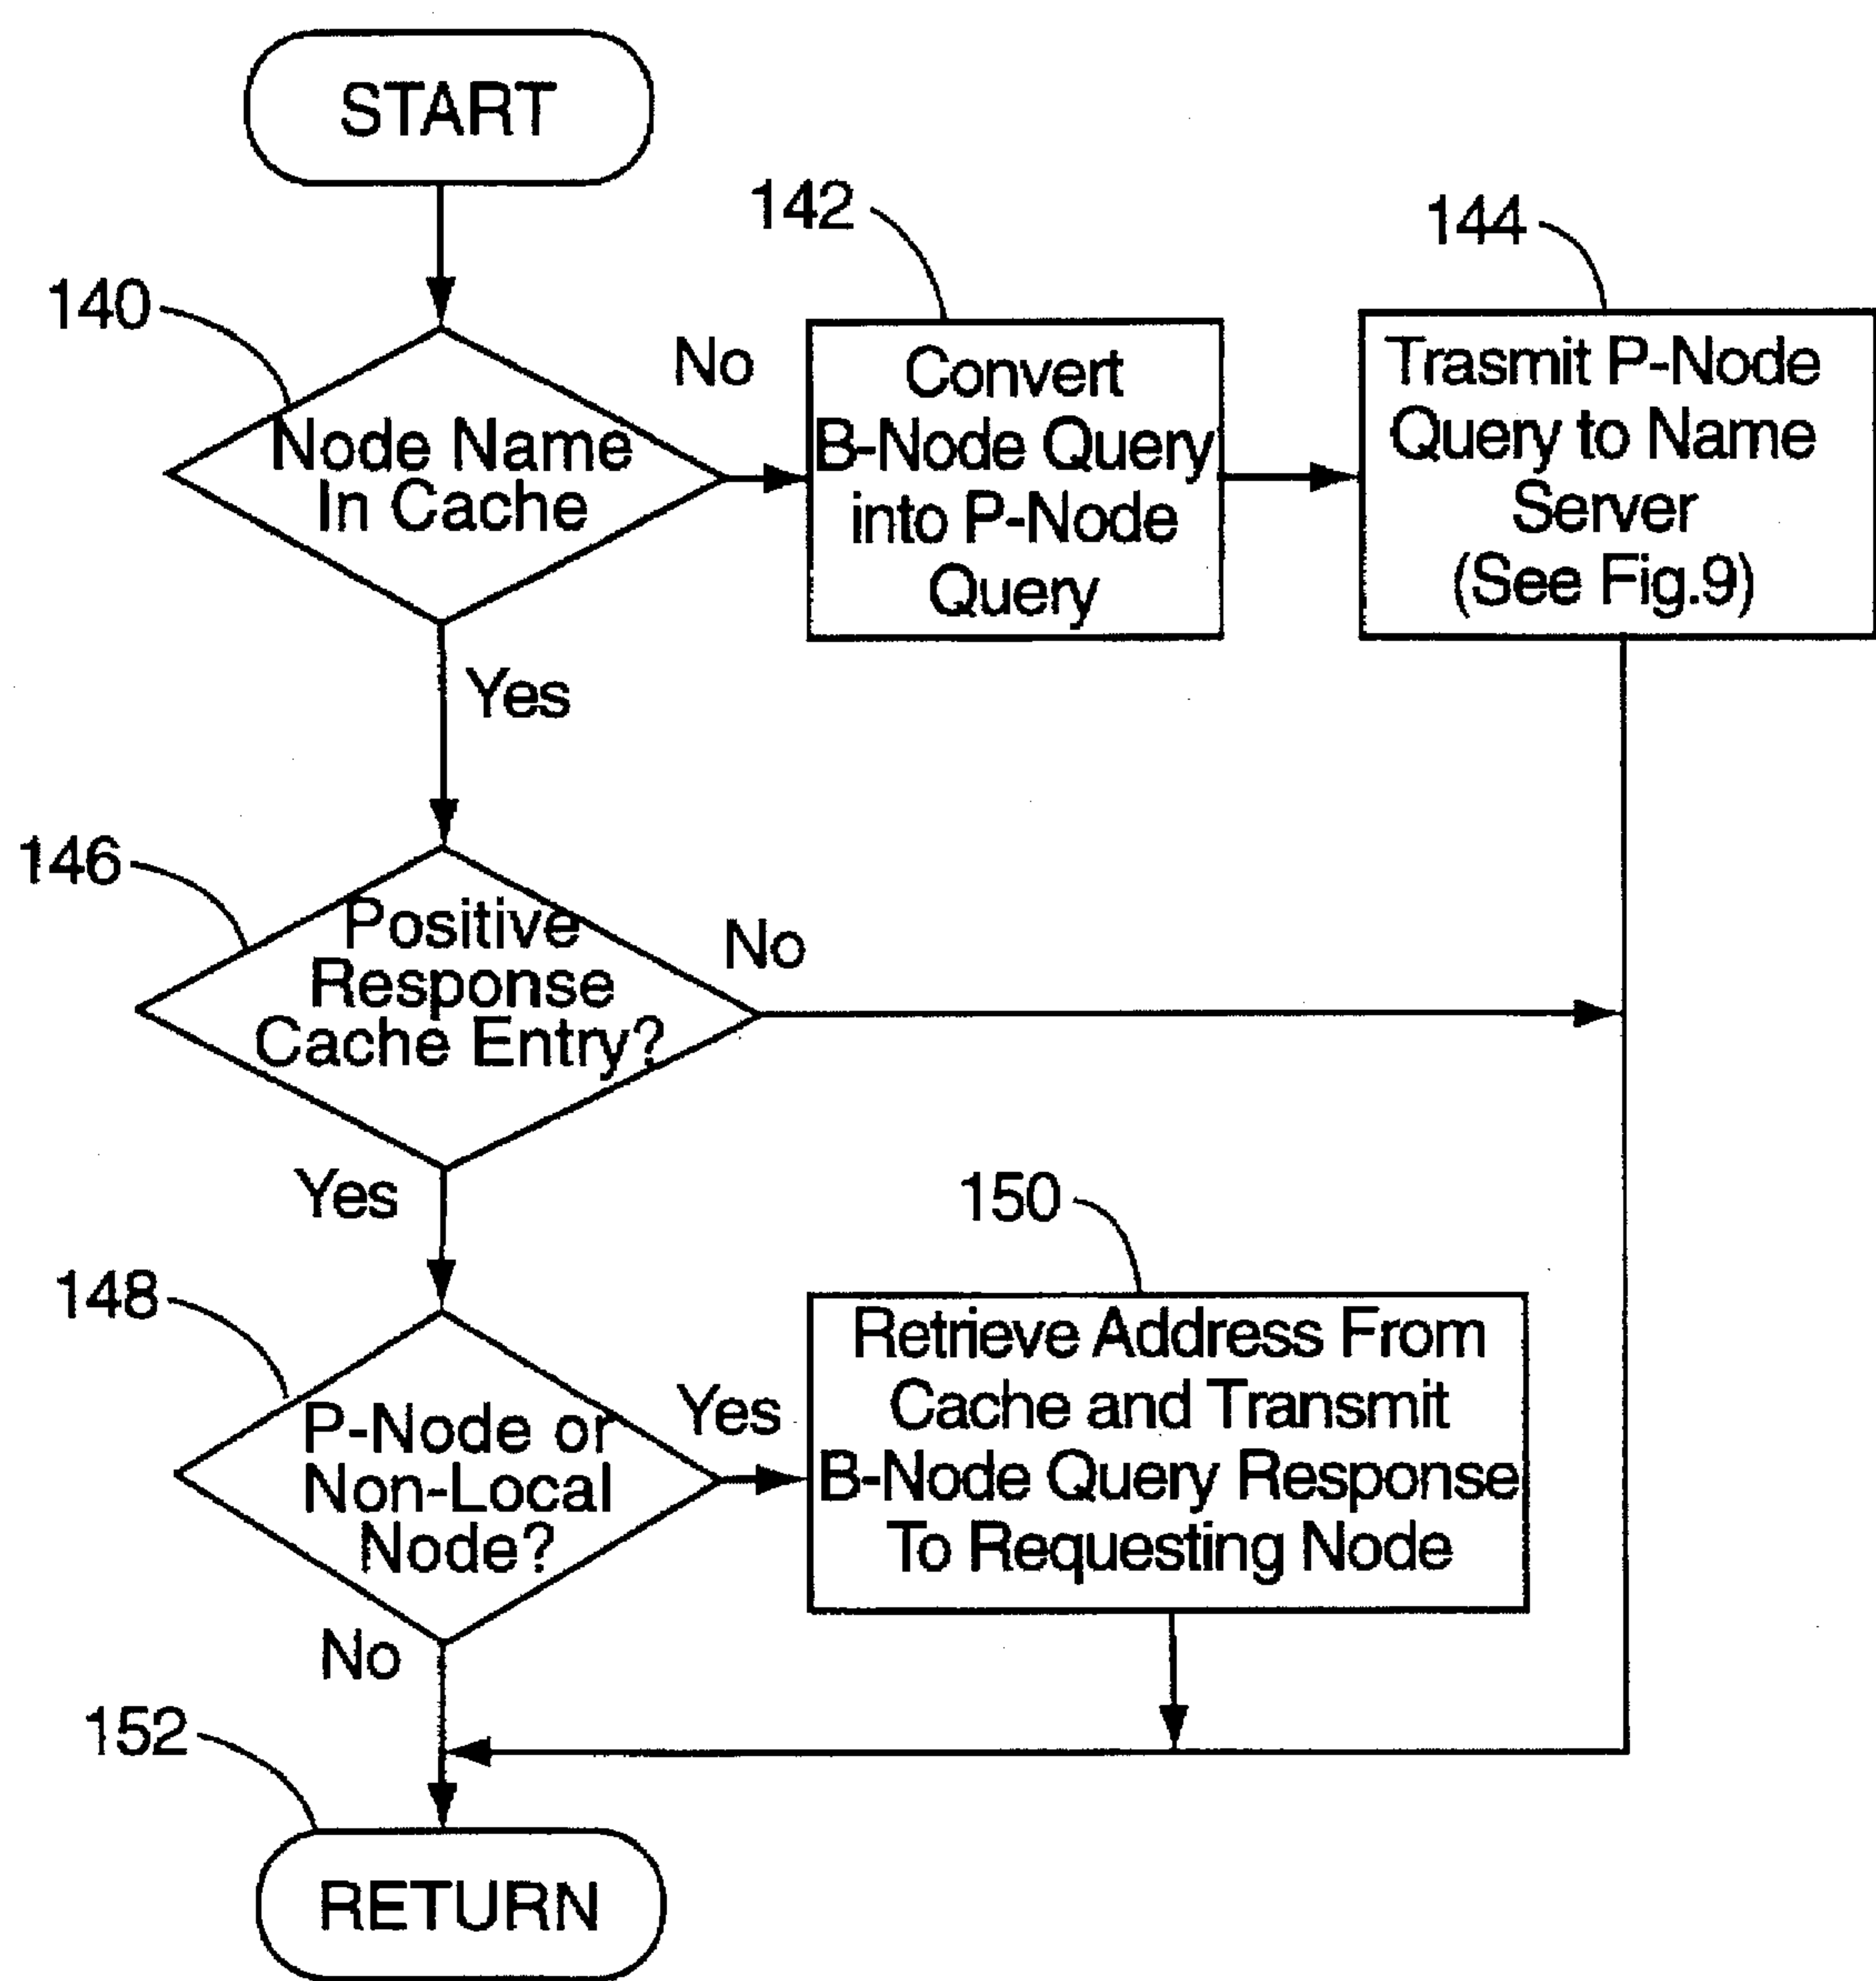 START
140
Node Name
In Cache
No
142
Convert
B-Node Query
into P-Node
Query
144
Trasmit P-Node
Query to Name
Server
(See Fig.9)
Yes
146
Positive
Response
Cache Entry?
No
Yes
148
P-Node or
Non-Local
Node?
Yes
150
Retrieve Address From
Cache and Transmit
B-Node Query Response
To Requesting Node
No
152
RETURN